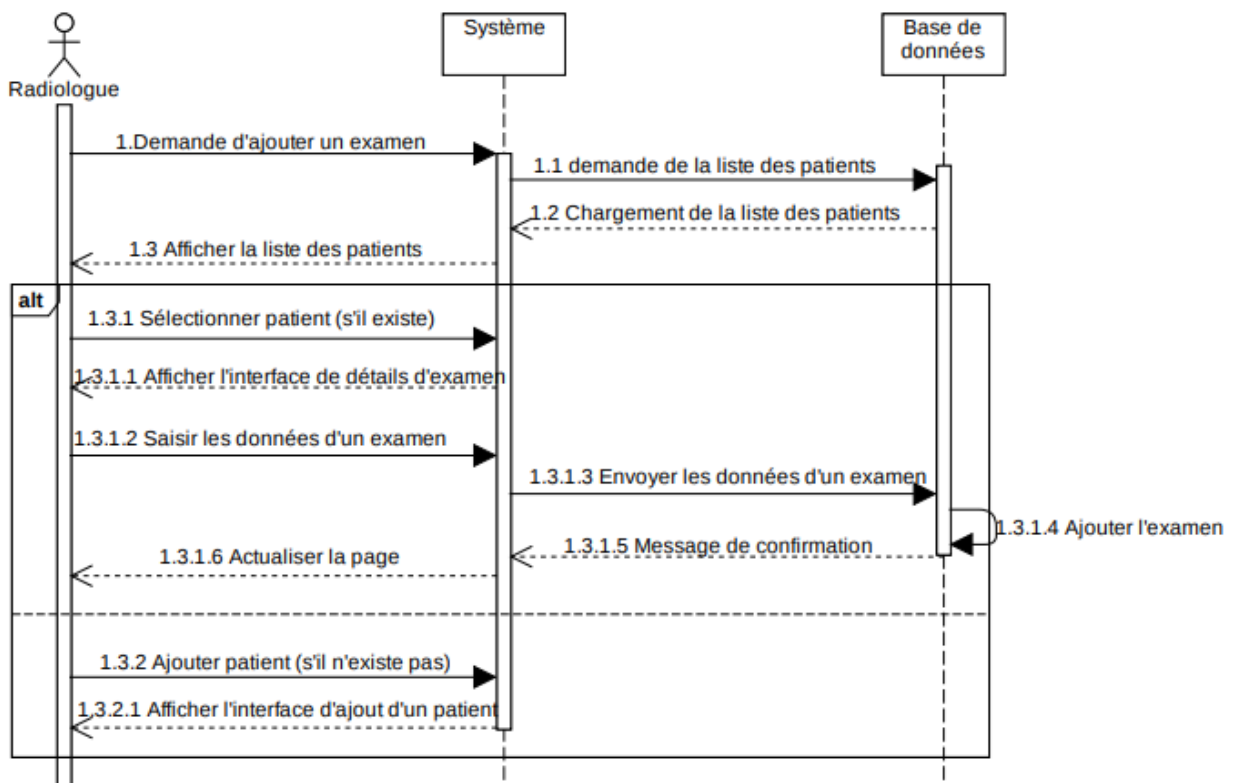 Système
Base de
données
Radiologue
1.Demande d'ajouter un examen
1.1 demande de la liste des patients
1.2 Chargement de la liste des patients
1.3 Afficher la liste des patients
alt
1.3.1 Sélectionner patient (s'il existe)
1.3.1.1 Afficher l'interface de détails d'examen
1.3.1.2 Saisir les données d'un examen
1.3.1.3 Envoyer les données d'un examen
1.3.1.4 Ajouter l'examen
1.3.1.5 Message de confirmation
1.3.1.6 Actualiser la page
1.3.2 Ajouter patient (s'il n'existe pas)
1.3.2.1 Afficher l'interface d'ajout d'un patient